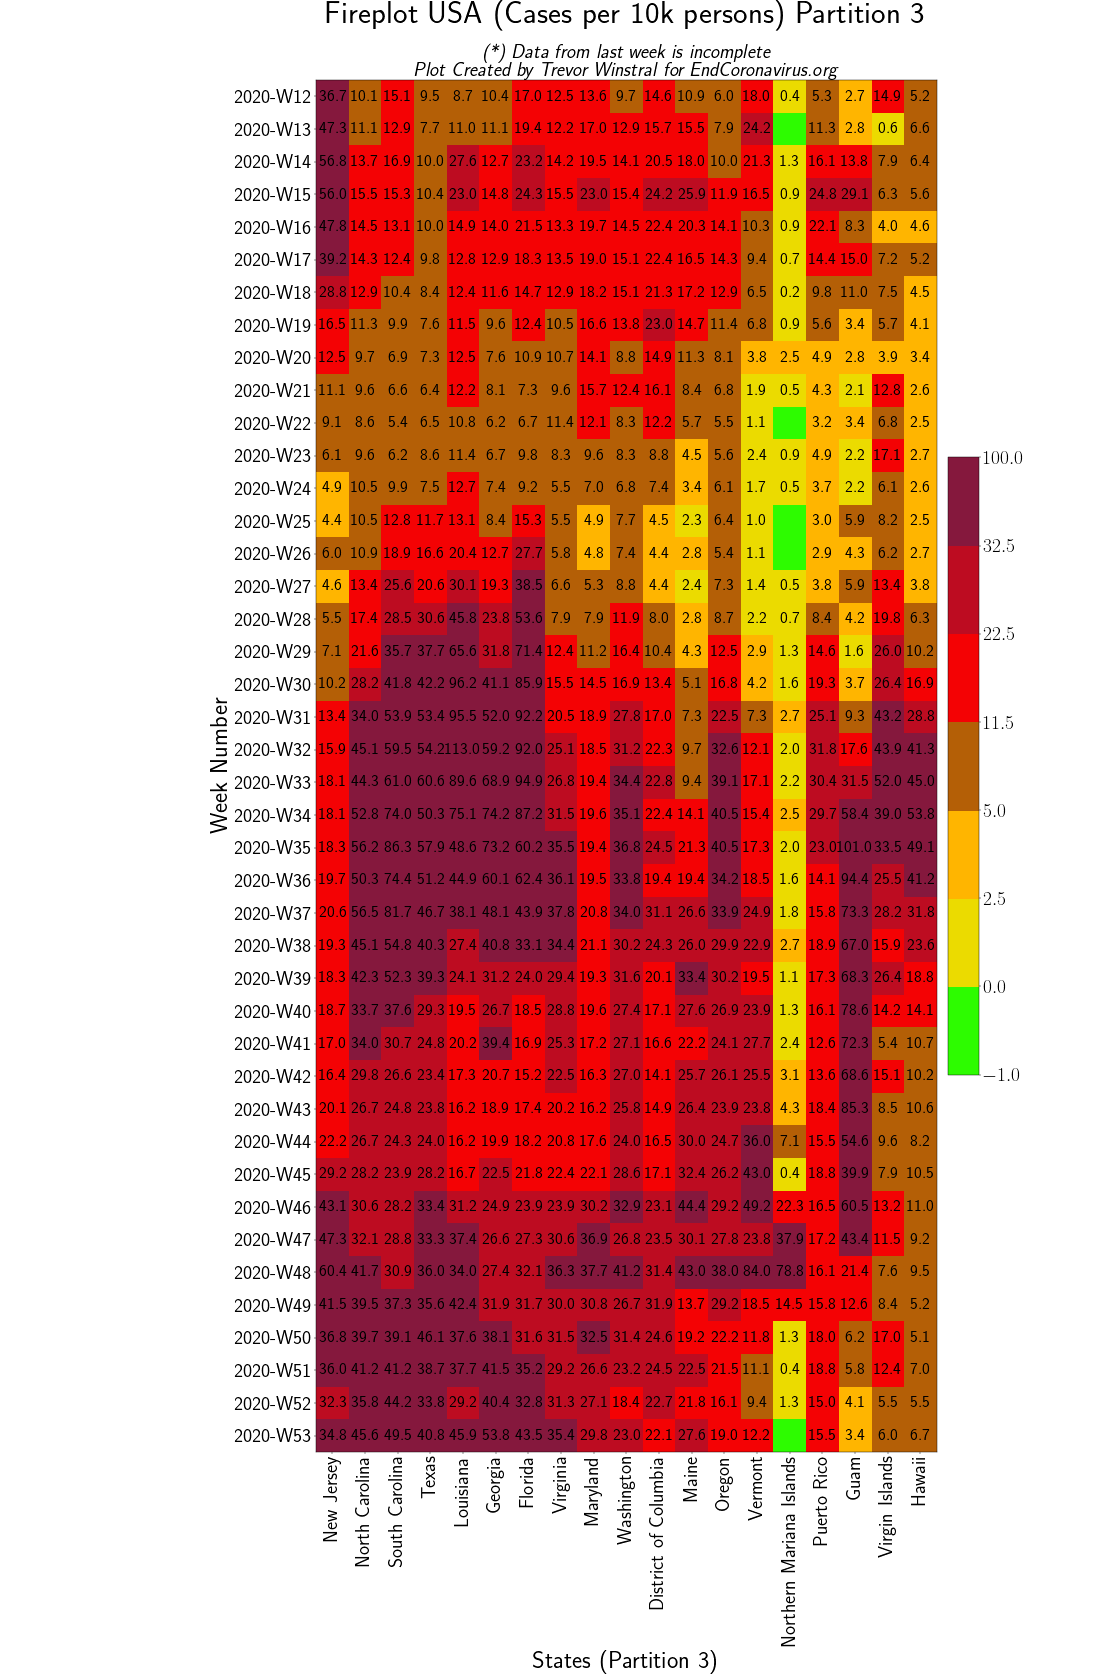 Fireplot USA (Cases per 10k persons) Partition 3
(*) Data from last week is incomplete
Plot Created by Trevor Winstral for EndCoronavirus.org
2020-W12 36.7 10.1 15.1 9.5 8.7 10.4 17.0 12.5 13.6 9.7 14.6 10.9 6.0 18.0 0.4 5.3 2.7 14.9 5.2
2020-W13 47.3 11.1 12.9 7.7 11.0 11.1 19.4 12.2 17.0 12.9 15.7 15.5 7.9 24.2 11.3 2.8 0.6 6.6
2020-W14 56.8 13.7 16.9 10.0 27.6 12.7 23.2 14.2 19.5 14.1 20.5 18.0 10.0 21.3 1.3 16.1 13.8 7.9 6.4
2020-W15 56.0 15.5 15.3 10.4 23.0 14.8 24.3 15.5 23.0 15.4 24.2 25.9 11.9 16.5 0.9 24.8 29.1 6.3 5.6
2020-W16 47.8 14.5 13.1 10.0 14.9 14.0 21.5 13.3 19.7 14.5 22.4 20.3 14.1 10.3 0.9 22.1 8.3 4.0 4.6
2020-W17 39.2 14.3 12.4 9.8 12.8 12.9 18.3 13.5 19.0 15.1 22.4 16.5 14.3 9.4 0.7 14.4 15.0 7.2 5.2
2020-W18 28.8 12.9 10.4 8.4 12.4 11.6 14.7 12.9 18.2 15.1 21.3 17.2 12.9 6.5 0.2 9.8 11.0 7.5 4.5
2020-W19 16.5 11.3 9.9 7.6 11.5 9.6 12.4 10.5 16.6 13.8 23.0 14.7 11.4 6.8 0.9 5.6 3.4 5.7 4.1
2020-W20 12.5 9.7 6.9 7.3 12.5 7.6 10.9 10.7 14.1 8.8 14.9 11.3 8.1 3.8 2.5 4.9 2.8 3.9 3.4
2020-W21 11.1 9.6 6.6 6.4 12.2 8.1 7.3 9.6 15.7 12.4 16.1 8.4 6.8 1.9 0.5 4.3 2.1 12.8 2.6
2020-W22 9.1 8.6 5.4 6.5 10.8 6.2 6.7 11.4 12.1 8.3 12.2 5.7 5.5 1.1 3.2 3.4 6.8 2.5
2020-W23 6.1 9.6 6.2 8.6 11.4 6.7 9.8 8.3 9.6 8.3 8.8 4.5 5.6 2.4 0.9 4.9 2.2 17.1 2.7
2020-W24 4.9 10.5 9.9 7.5 12.7 7.4 9.2 5.5 7.0 6.8 7.4 3.4 6.1 1.7 0.5 3.7 2.2 6.1 2.6
2020-W25 4.4 10.5 12.8 11.7 13.1 8.4 15.3 5.5 4.9 7.7 4.5 2.3 6.4 1.0 3.0 5.9 8.2 2.5
2020-W26 6.0 10.9 18.9 16.6 20.4 12.7 27.7 5.8 4.8 7.4 4.4 2.8 5.4 1.1 2.9 4.3 6.2 2.7
2020-W27 4.6 13.4 25.6 20.6 30.1 19.3 38.5 6.6 5.3 8.8 4.4 2.4 7.3 1.4 0.5 3.8 5.9 13.4 3.8
2020-W28 5.5 17.4 28.5 30.6 45.8 23.8 53.6 7.9 7.9 11.9 8.0 2.8 8.7 2.2 0.7 8.4 4.2 19.8 6.3
2020-W29 7.1 21.6 35.7 37.7 65.6 31.8 71.4 12.4 11.2 16.4 10.4 4.3 12.5 2.9 1.3 14.6 1.6 26.0 10.2
2020-W30 10.2 28.2 41.8 42.2 96.2 41.1 85.9 15.5 14.5 16.9 13.4 5.1 16.8 4.2 1.6 19.3 3.7 26.4 16.9
2020-W31 13.4 34.0 53.9 53.4 95.5 52.0 92.2 20.5 18.9 27.8 17.0 7.3 22.5 7.3 2.7 25.1 9.3 43.2 28.8
2020-W32 15.9 45.1 59.5 54.2 113.0 59.2 92.0 25.1 18.5 31.2 22.3 9.7 32.6 12.1 2.0 31.8 17.6 43.9 41.3
2020-W33 18.1 44.3 61.0 60.6 89.6 68.9 94.9 26.8 19.4 34.4 22.8 9.4 39.1 17.1 2.2 30.4 31.5 52.0 45.0
2020-W34 18.1 52.8 74.0 50.3 75.1 74.2 87.2 31.5 19.6 35.1 22.4 14.1 40.5 15.4 2.5 29.7 58.4 39.0 53.8
2020-W35 18.3 56.2 86.3 57.9 48.6 73.2 60.2 35.5 19.4 36.8 24.5 21.3 40.5 17.3 2.0 23.0 101.0 33.5 49.1
2020-W36 19.7 50.3 74.4 51.2 44.9 60.1 62.4 36.1 19.5 33.8 19.4 19.4 34.2 18.5 1.6 14.1 94.4 25.5 41.2
2020-W37 20.6 56.5 81.7 46.7 38.1 48.1 43.9 37.8 20.8 34.0 31.1 26.6 33.9 24.9 1.8 15.8 73.3 28.2 31.8
2020-W38 19.3 45.1 54.8 40.3 27.4 40.8 33.1 34.4 21.1 30.2 24.3 26.0 29.9 22.9 2.7 18.9 67.0 15.9 23.6
2020-W39 18.3 42.3 52.3 39.3 24.1 31.2 24.0 29.4 19.3 31.6 20.1 33.4 30.2 19.5 1.1 17.3 68.3 26.4 18.8
2020-W40 18.7 33.7 37.6 29.3 19.5 26.7 18.5 28.8 19.6 27.4 17.1 27.6 26.9 23.9 1.3 16.1 78.6 14.2 14.1
2020-W41 17.0 34.0 30.7 24.8 20.2 39.4 16.9 25.3 17.2 27.1 16.6 22.2 24.1 27.7 2.4 12.6 72.3 5.4 10.7
2020-W42 16.4 29.8 26.6 23.4 17.3 20.7 15.2 22.5 16.3 27.0 14.1 25.7 26.1 25.5 3.1 13.6 68.6 15.1 10.2
2020-W43 20.1 26.7 24.8 23.8 16.2 18.9 17.4 20.2 16.2 25.8 14.9 26.4 23.9 23.8 4.3 18.4 85.3 8.5 10.6
2020-W44 22.2 26.7 24.3 24.0 16.2 19.9 18.2 20.8 17.6 24.0 16.5 30.0 24.7 36.0 7.1 15.5 54.6 9.6 8.2
2020-W45 29.2 28.2 23.9 28.2 16.7 22.5 21.8 22.4 22.1 28.6 17.1 32.4 26.2 43.0 0.4 18.8 39.9 7.9 10.5
2020-W46 43.1 30.6 28.2 33.4 31.2 24.9 23.9 23.9 30.2 32.9 23.1 44.4 29.2 49.2 22.3 16.5 60.5 13.2 11.0
2020-W47 47.3 32.1 28.8 33.3 37.4 26.6 27.3 30.6 36.9 26.8 23.5 30.1 27.8 23.8 37.9 17.2 43.4 11.5 9.2
2020-W48 60.4 41.7 30.9 36.0 34.0 27.4 32.1 36.3 37.7 41.2 31.4 43.0 38.0 84.0 78.8 16.1 21.4 7.6 9.5
2020-W49 41.5 39.5 37.3 35.6 42.4 31.9 31.7 30.0 30.8 26.7 31.9 13.7 29.2 18.5 14.5 15.8 12.6 8.4 5.2
2020-W50 36.8 39.7 39.1 46.1 37.6 38.1 31.6 31.5 32.5 31.4 24.6 19.2 22.2 11.8 1.3 18.0 6.2 17.0 5.1
2020-W51 36.0 41.2 41.2 38.7 37.7 41.5 35.2 29.2 26.6 23.2 24.5 22.5 21.5 11.1 0.4 18.8 5.8 12.4 7.0
2020-W52 32.3 35.8 44.2 33.8 29.2 40.4 32.8 31.3 27.1 18.4 22.7 21.8 16.1 9.4 1.3 15.0 4.1 5.5 5.5
2020-W53 34.8 45.6 49.5 40.8 45.9 53.8 43.5 35.4 29.8 23.0 22.1 27.6 19.0 12.2 15.5 3.4 6.0 6.7
Week Number
New Jersey
North Carolina
South Carolina
Texas
Louisiana
Georgia
Florida
Virginia
Maryland
Washington
District of Columbia
Maine
Oregon
Vermont
Northern Mariana Islands
Puerto Rico
Guam
Virgin Islands
Hawaii
States (Partition 3)
100.0
32.5
22.5
11.5
5.0
2.5
0.0
−1.0